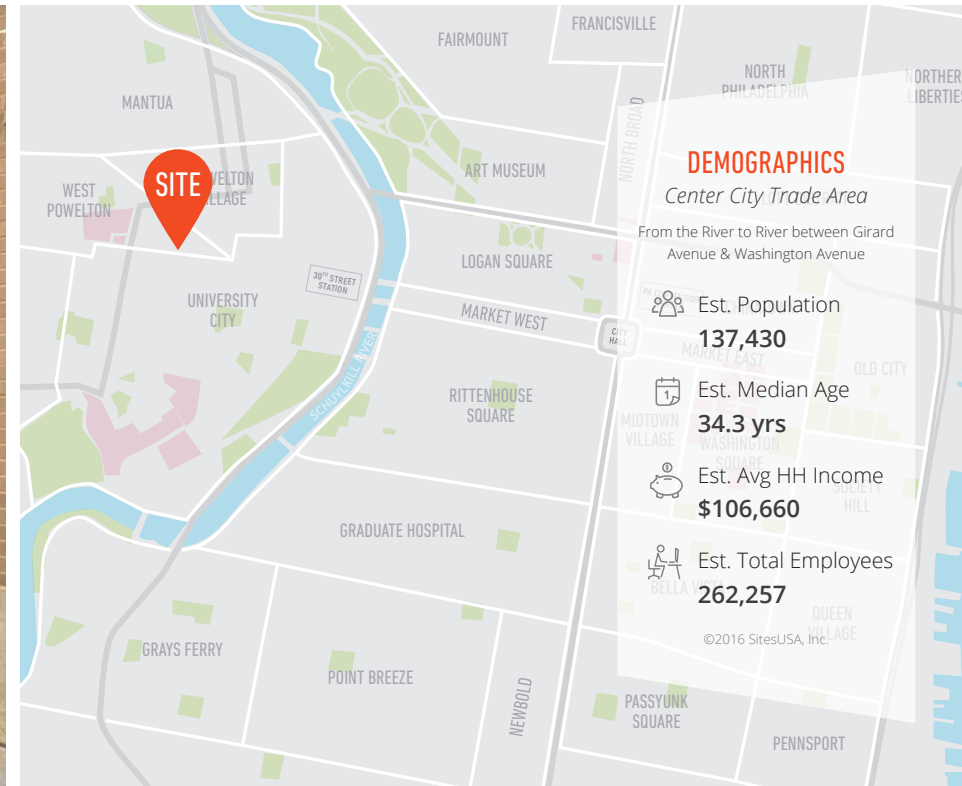 FRANCISVILLE
FAIRMOUNT
NORTH
PHILADELPHIA
NORTHER
LIBERTIE
MANTUA
NORTH BROAD
ART MUSEUM
SITE
WEST
POWELTON
VELTON
LLAGE
DEMOGRAPHICS
Center City Trade Area
From the River to River between Girard
Avenue & Washington Avenue
LOGAN SQUARE
30TH STREET
STATION
UNIVERSITY
CITY
MARKET WEST
CITY
HALL
Est. Population
137,430
MARKET EAST
OLD CITY
SCHUYLKILL RIVER
RITTENHOUSE
SQUARE
Est. Median Age
34.3 yrs
MIDTOWN
VILLAGE
WASHINGTON
SQUARE
Est. Avg HH Income
$106,660
SOCIETY
HILL
GRADUATE HOSPITAL
Est. Total Employees
262,257
BELLA VISTA
QUEEN
VILLAGE
©2016 SitesUSA, Inc.
GRAYS FERRY
POINT BREEZE
NEWBOLD
PASSYUNK
SQUARE
PENNSPORT